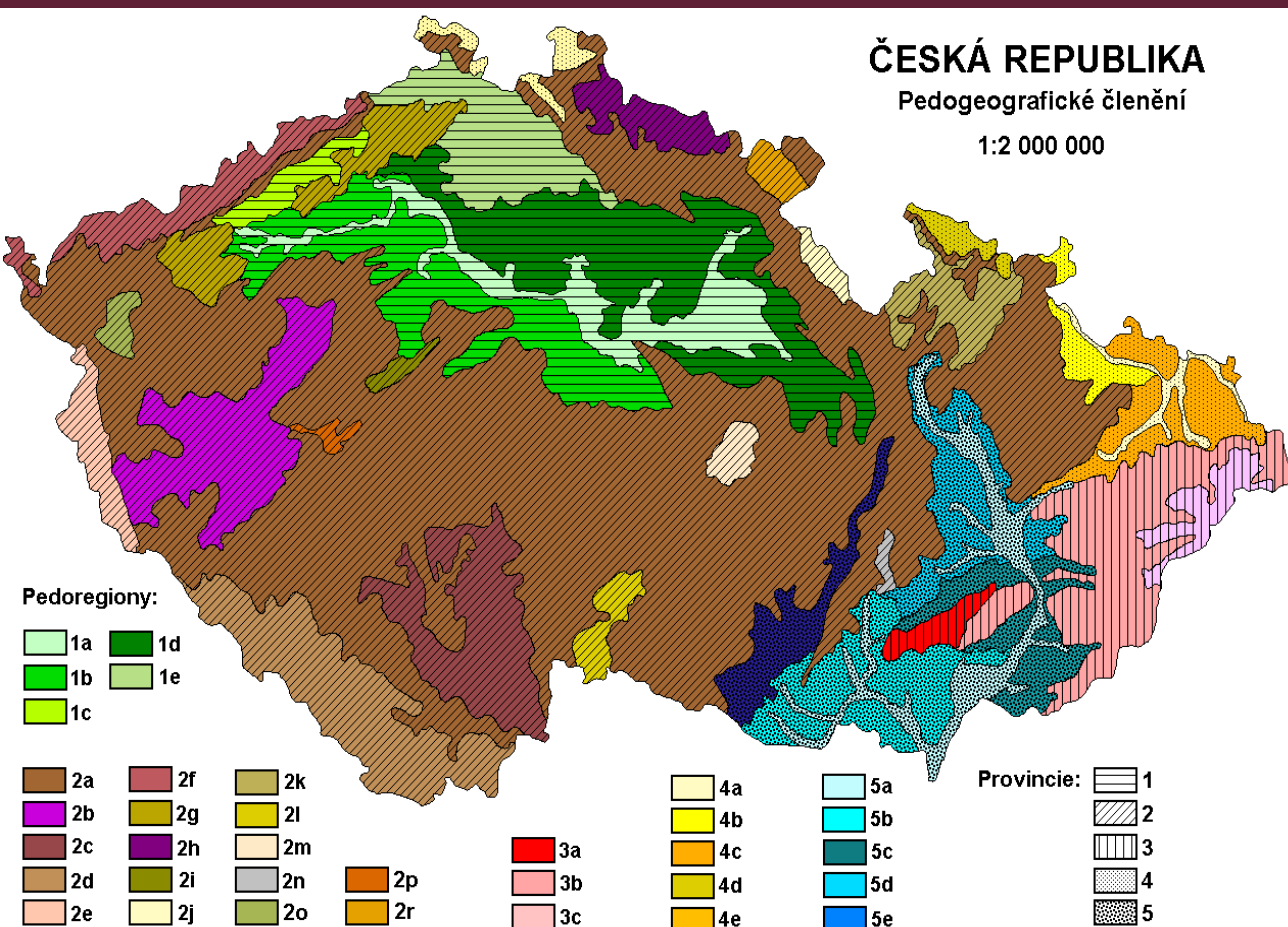 ČESKÁ REPUBLIKA
Pedogeografické členění
1:2 000 000
Pedoregiony:
1a 1d
1b 1e
1c
2a 2f 2k
2b 2g 2l
2c 2h 2m
2d 2i 2n 2p
2e 2j 2o 2r
3a
3b
3c
4a 5a
4b 5b
4c 5c
4d 5d
4e 5e
Provincie: 1
2
3
4
5